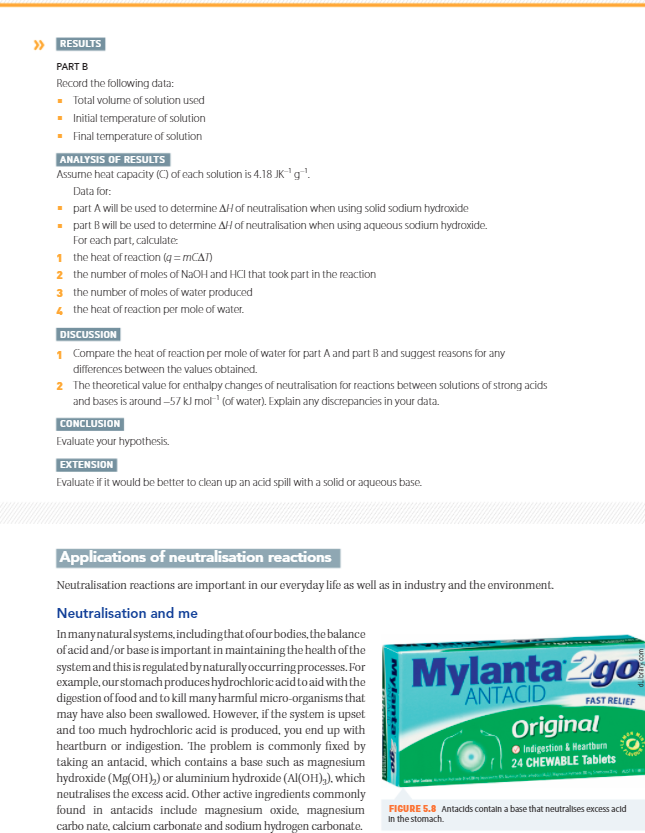 » RESULTS
PART B
Record the following data:
▪ Total volume of solution used
▪ Initial temperature of solution
▪ Final temperature of solution
ANALYSIS OF RESULTS
Assume heat capacity (C) of each solution is 4.18 JK⁻¹ g⁻¹.
Data for:
▪ part A will be used to determine ΔH of neutralisation when using solid sodium hydroxide
▪ part B will be used to determine ΔH of neutralisation when using aqueous sodium hydroxide.
For each part, calculate:
1 the heat of reaction (q = mCΔT)
2 the number of moles of NaOH and HCl that took part in the reaction
3 the number of moles of water produced
4 the heat of reaction per mole of water.
DISCUSSION
1 Compare the heat of reaction per mole of water for part A and part B and suggest reasons for any
differences between the values obtained.
2 The theoretical value for enthalpy changes of neutralisation for reactions between solutions of strong acids
and bases is around –57 kJ mol⁻¹ (of water). Explain any discrepancies in your data.
CONCLUSION
Evaluate your hypothesis.
EXTENSION
Evaluate if it would be better to clean up an acid spill with a solid or aqueous base.
Applications of neutralisation reactions
Neutralisation reactions are important in our everyday life as well as in industry and the environment.
Neutralisation and me
In many natural systems, including that of our bodies, the balance
of acid and/or base is important in maintaining the health of the
system and this is regulated by naturally occurring processes. For
example, our stomach produces hydrochloric acid to aid with the
digestion of food and to kill many harmful micro-organisms that
may have also been swallowed. However, if the system is upset
and too much hydrochloric acid is produced, you end up with
heartburn or indigestion. The problem is commonly fixed by
taking an antacid, which contains a base such as magnesium
hydroxide (Mg(OH)₂) or aluminium hydroxide (Al(OH)₃), which
neutralises the excess acid. Other active ingredients commonly
found in antacids include magnesium oxide, magnesium
carbo nate, calcium carbonate and sodium hydrogen carbonate.
Mylanta 2go
ANTACID
FAST RELIEF
Original
Indigestion & Heartburn
24 CHEWABLE Tablets
LEMON MINT FLAVOUR
Mylanta 2go
FIGURE 5.8 Antacids contain a base that neutralises excess acid
in the stomach.